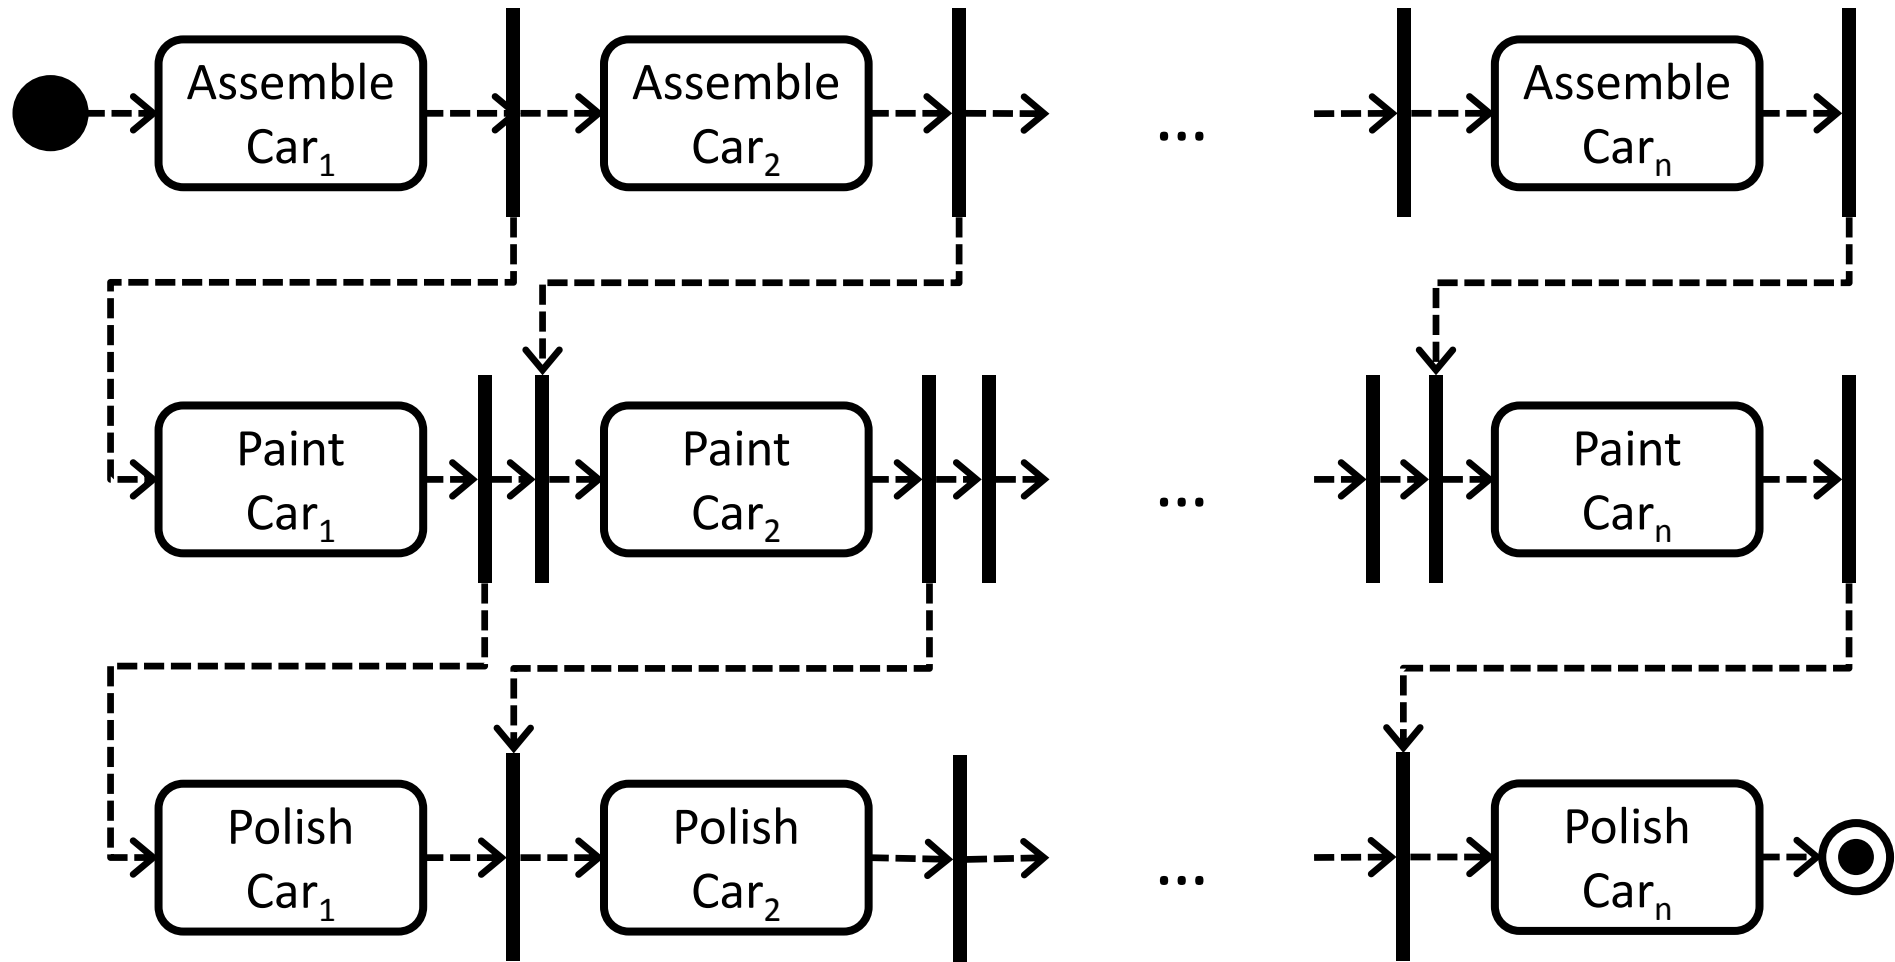 Assemble
Car₁
Assemble
Car₂
...
Assemble
Carₙ
Paint
Car₁
Paint
Car₂
...
Paint
Carₙ
Polish
Car₁
Polish
Car₂
...
Polish
Carₙ